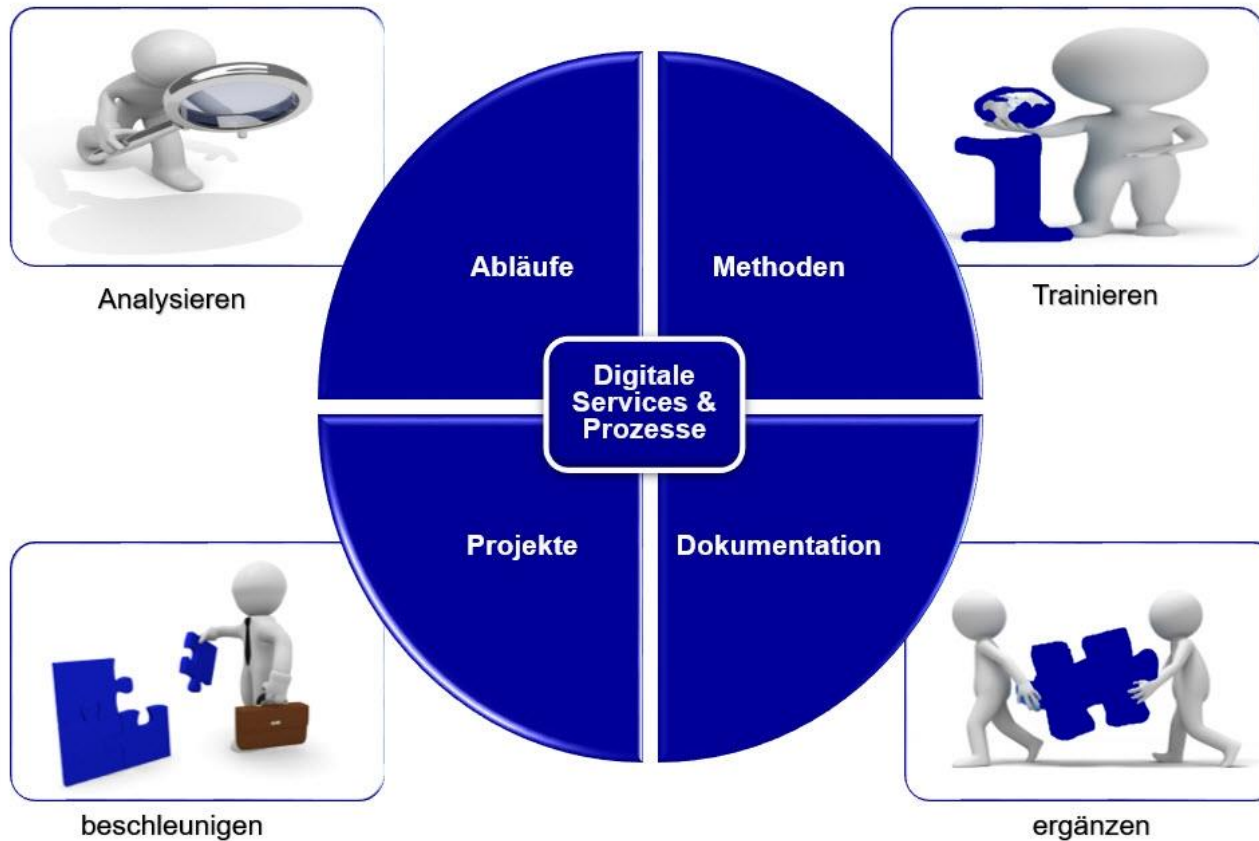 Abläufe
Methoden
Analysieren
Trainieren
Digitale
Services &
Prozesse
Projekte
Dokumentation
beschleunigen
ergänzen